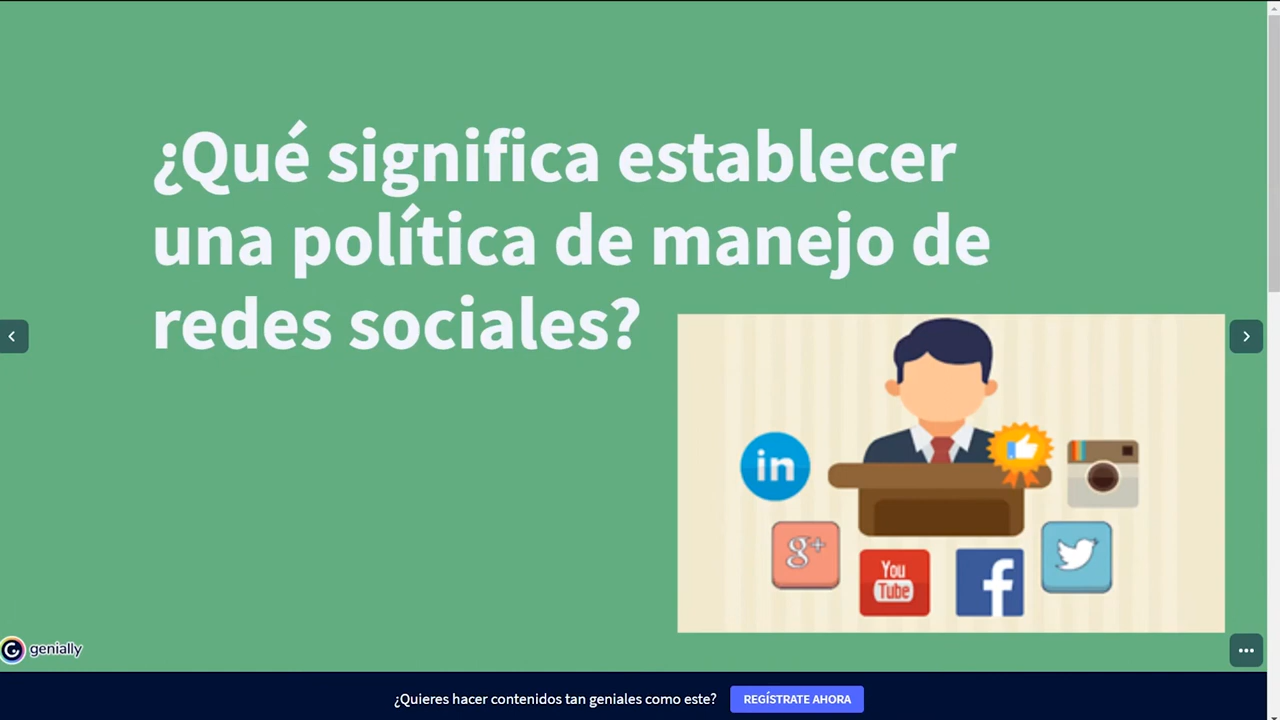 ¿Qué significa establecer
una política de manejo de
redes sociales?
in
g+
You
Tube
f
genially
¿Quieres hacer contenidos tan geniales como este?
REGÍSTRATE AHORA